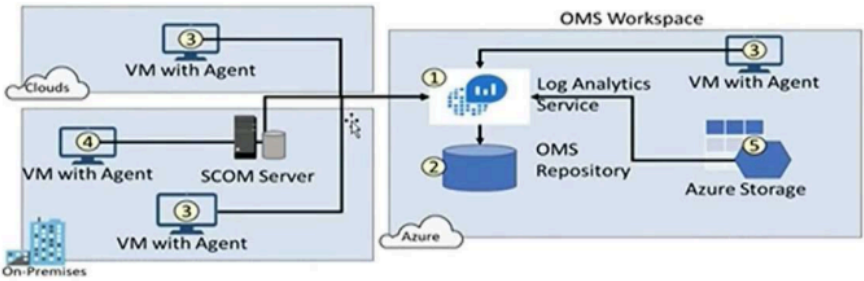 OMS Workspace
3
VM with Agent
Clouds
1
Log Analytics
Service
3
VM with Agent
4
VM with Agent
SCOM Server
2
OMS
Repository
5
Azure Storage
3
VM with Agent
Azure
On-Premises